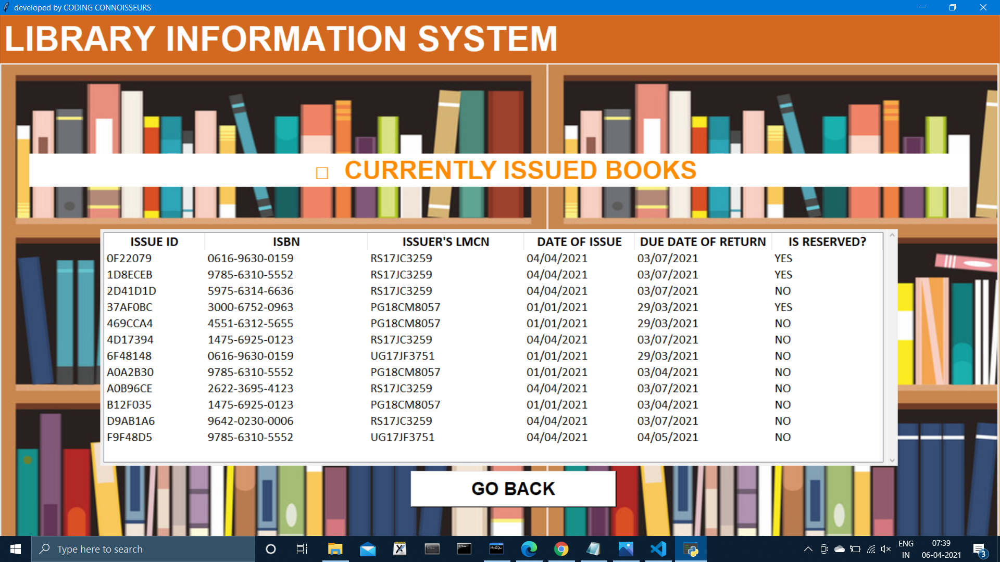 developed by CODING CONNOISSEURS
LIBRARY INFORMATION SYSTEM
CURRENTLY ISSUED BOOKS
ISSUE ID ISBN ISSUER'S LMCN DATE OF ISSUE DUE DATE OF RETURN IS RESERVED?
0F22079 0616-9630-0159 RS17JC3259 04/04/2021 03/07/2021 YES
1D8ECEB 9785-6310-5552 RS17JC3259 04/04/2021 03/07/2021 YES
2D41D1D 5975-6314-6636 RS17JC3259 04/04/2021 03/07/2021 NO
37AF0BC 3000-6752-0963 PG18CM8057 01/01/2021 29/03/2021 YES
469CCA4 4551-6312-5655 PG18CM8057 01/01/2021 29/03/2021 NO
4D17394 1475-6925-0123 RS17JC3259 04/04/2021 03/07/2021 NO
6F48148 0616-9630-0159 UG17JF3751 01/01/2021 29/03/2021 NO
A0A2B30 9785-6310-5552 PG18CM8057 01/01/2021 03/04/2021 NO
A0B96CE 2622-3695-4123 RS17JC3259 04/04/2021 03/07/2021 NO
B12F035 1475-6925-0123 PG18CM8057 01/01/2021 03/04/2021 NO
D9AB1A6 9642-0230-0006 RS17JC3259 04/04/2021 03/07/2021 NO
F9F48D5 9785-6310-5552 UG17JF3751 04/04/2021 04/05/2021 NO
GO BACK
Type here to search
ENG 07:39
IN 06-04-2021 3